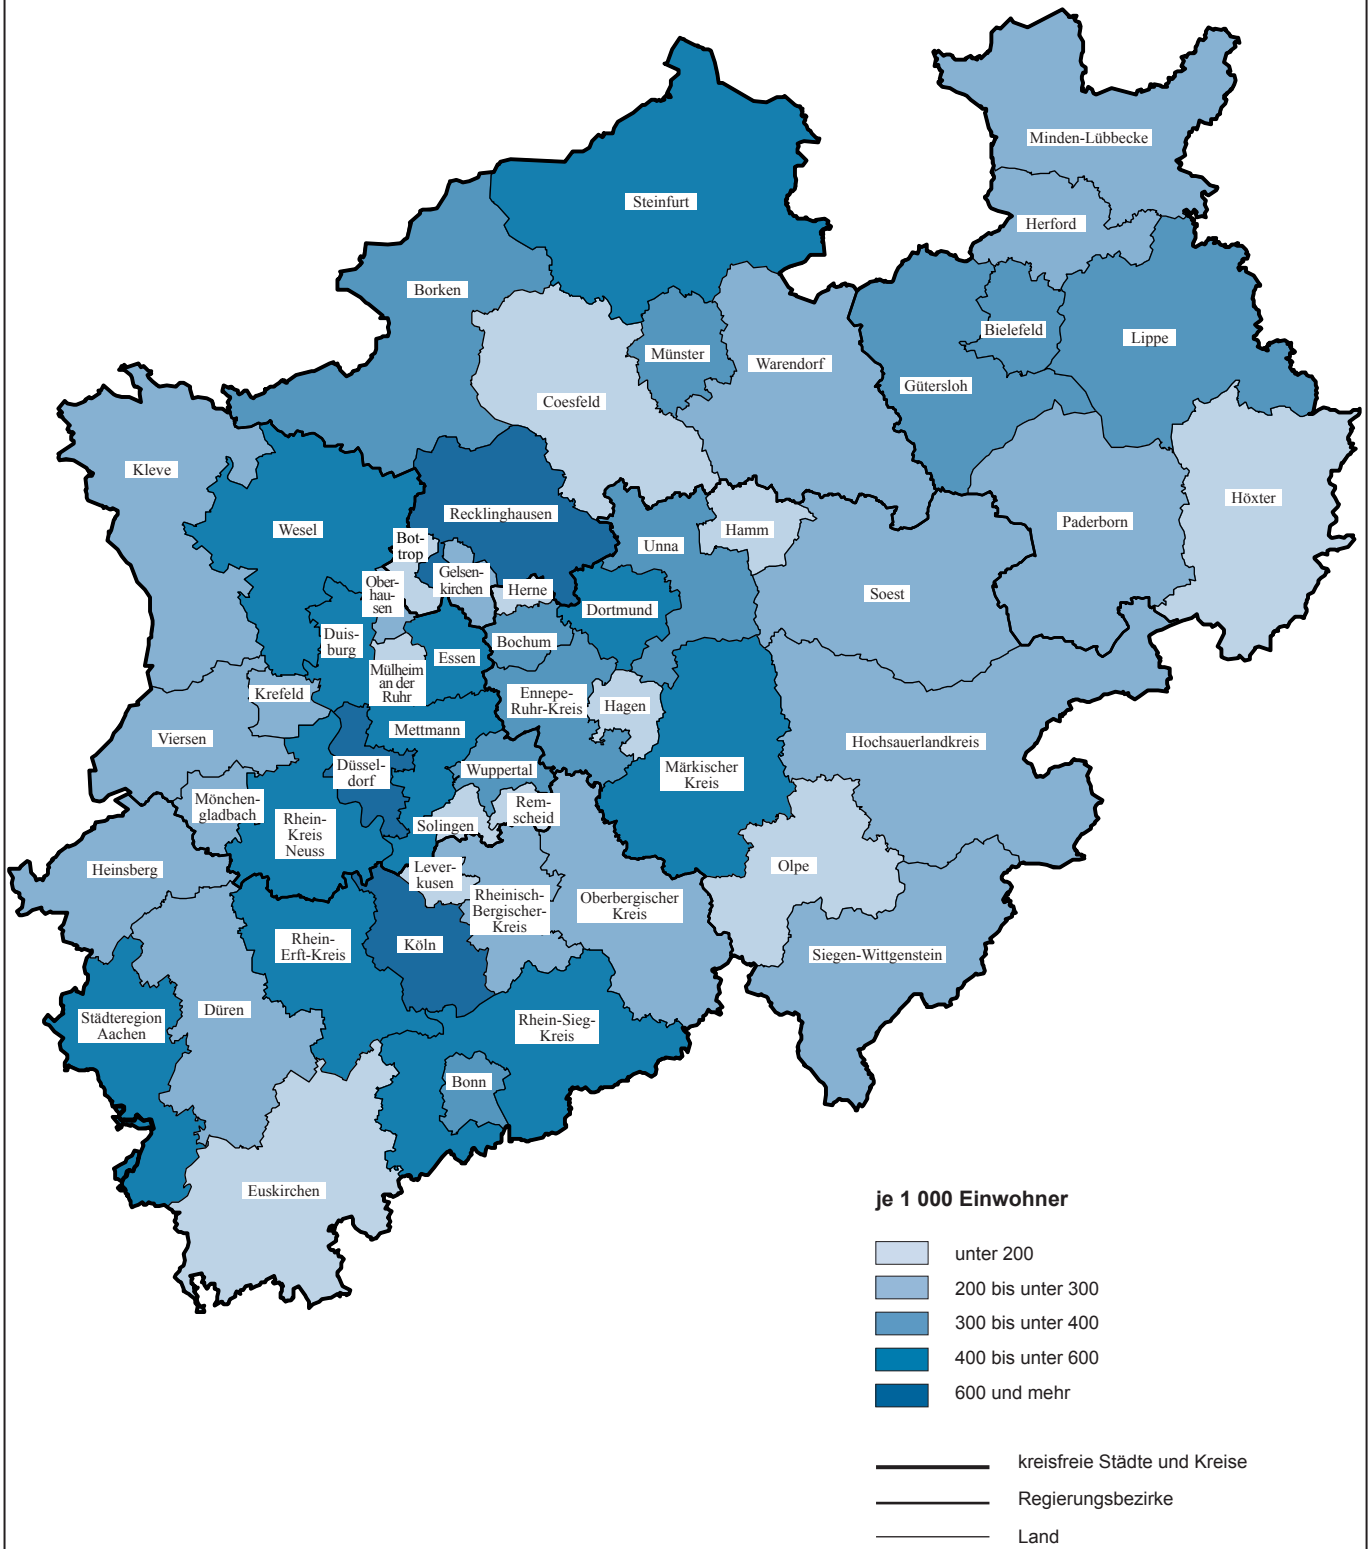 Minden-Lübbecke
Steinfurt
Herford
Borken
Bielefeld
Lippe
Münster
Warendorf
Gütersloh
Coesfeld
Kleve
Höxter
Recklinghausen
Paderborn
Wesel
Hamm
Unna
Bot-
trop
Gelsen-
kirchen
Ober-
hau-
sen
Herne
Soest
Dortmund
Duis-
burg
Bochum
Essen
Mülheim
an der
Ruhr
Krefeld
Ennepe-
Ruhr-Kreis
Hagen
Mettmann
Viersen
Hochsauerlandkreis
Düssel-
dorf
Wuppertal
Märkischer
Kreis
Mönchen-
gladbach
Rem-
scheid
Rhein-
Kreis
Neuss
Solingen
Heinsberg
Lever-
kusen
Olpe
Rheinisch-
Bergischer-
Kreis
Oberbergischer
Kreis
Rhein-
Erft-Kreis
Köln
Siegen-Wittgenstein
Düren
Städteregion
Aachen
Rhein-Sieg-
Kreis
Bonn
Euskirchen
je 1 000 Einwohner
unter 200
200 bis unter 300
300 bis unter 400
400 bis unter 600
600 und mehr
kreisfreie Städte und Kreise
Regierungsbezirke
Land